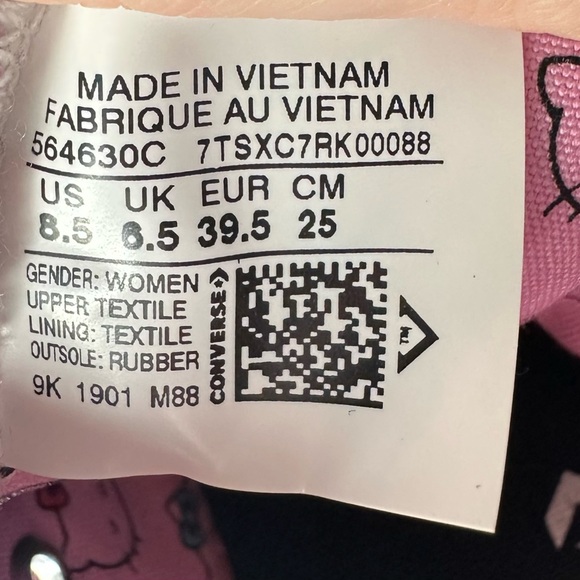 MADE IN VIETNAM
FABRIQUE AU VIETNAM
564630C 7TSXC7RK00088
US UK EUR CM
8.5 6.5 39.5 25
GENDER: WOMEN
UPPER TEXTILE
LINING: TEXTILE
OUTSOLE: RUBBER
9K 1901 M88
CONVERSE